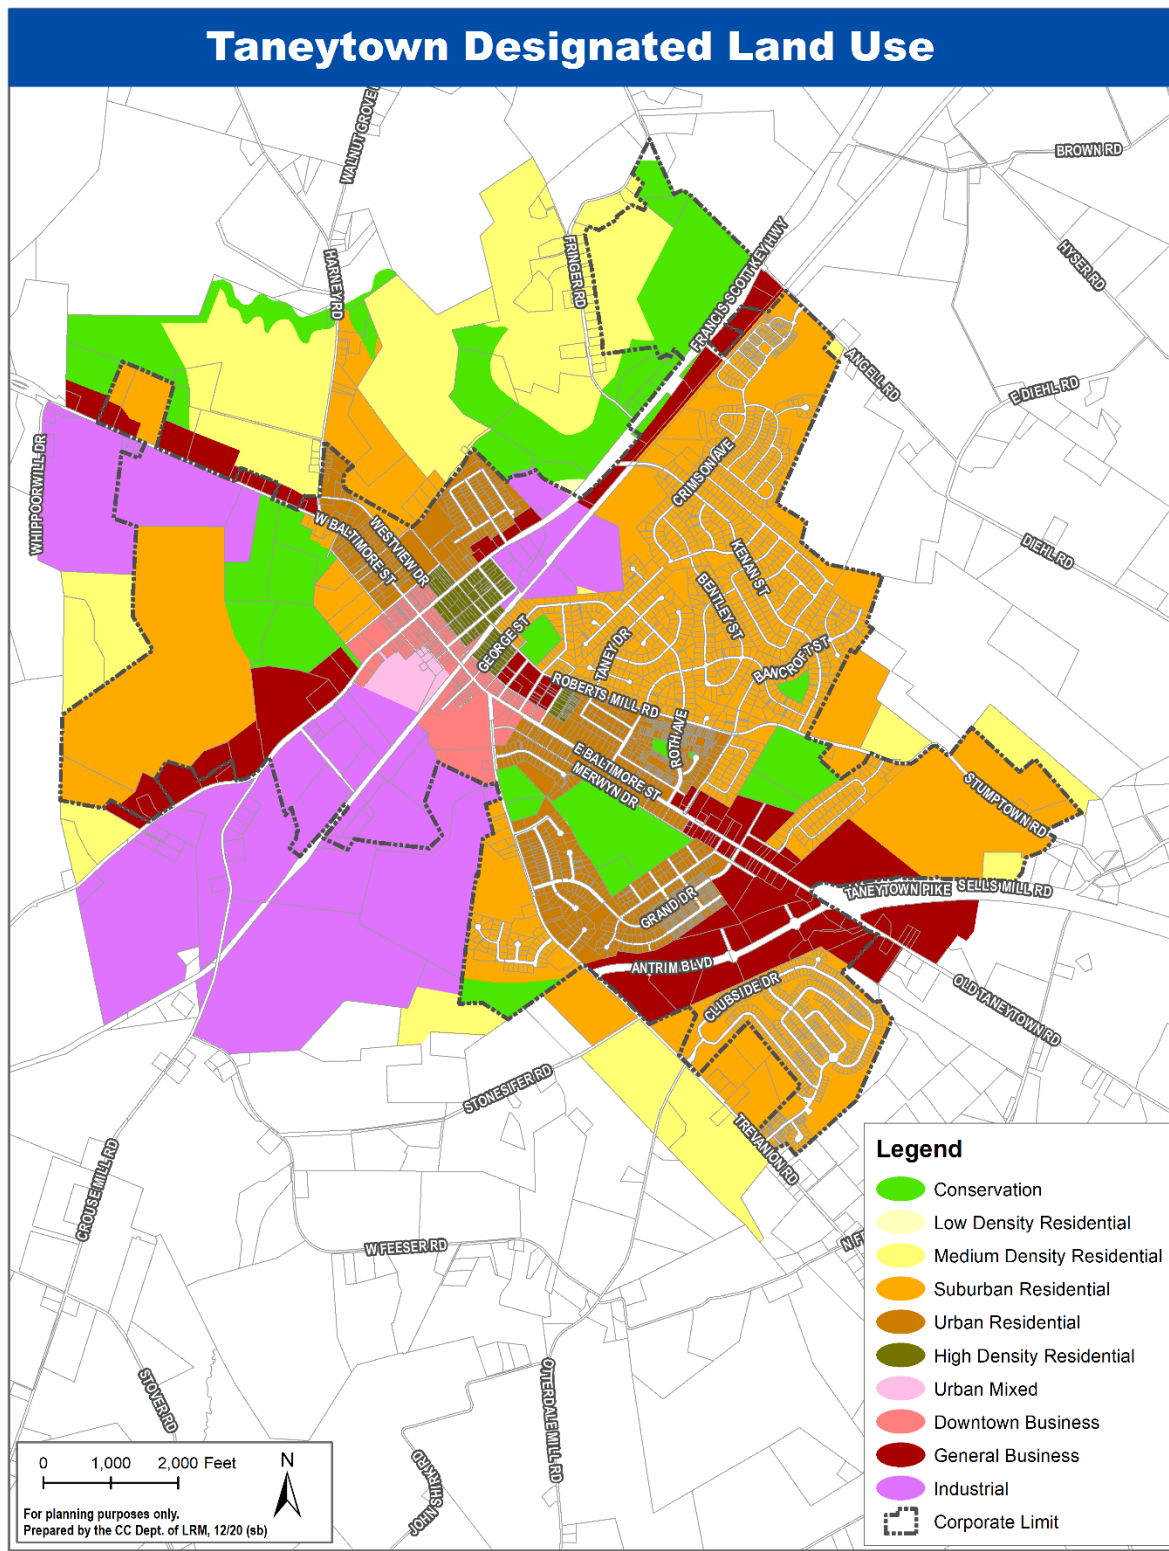 Taneytown Designated Land Use
WALNUT GROVE
BROWN RD
HYSER RD
FRANCIS SCOTT KEY HWY
FRINGER RD
HARNEY RD
ANGELL RD
E DIEHL RD
WHIPPOORWILL DR
CRIMSON AVE
W BALTIMORE ST
WESTVIEW DR
DIEHL RD
KENAN ST
BENTLEY ST
GEORGE ST
TANEY DR
BANCROFT ST
ROBERTS MILL RD
ROTH AVE
E BALTIMORE ST
MERWYN DR
STUMPTOWN RD
TANEYTOWN PIKE
SELLS MILL RD
GRAND DR
ANTRIM BLVD
CLUBSIDE DR
OLD TANEYTOWN RD
STONESIFER RD
TREVANION RD
CROUSE MILL RD
W FEESER RD
STOVER RD
OTTERDALE MILL RD
JOHN SHIRK RD
Legend
Conservation
Low Density Residential
Medium Density Residential
Suburban Residential
Urban Residential
High Density Residential
Urban Mixed
Downtown Business
General Business
Industrial
Corporate Limit
0 1,000 2,000 Feet
N
For planning purposes only.
Prepared by the CC Dept. of LRM, 12/20 (sb)